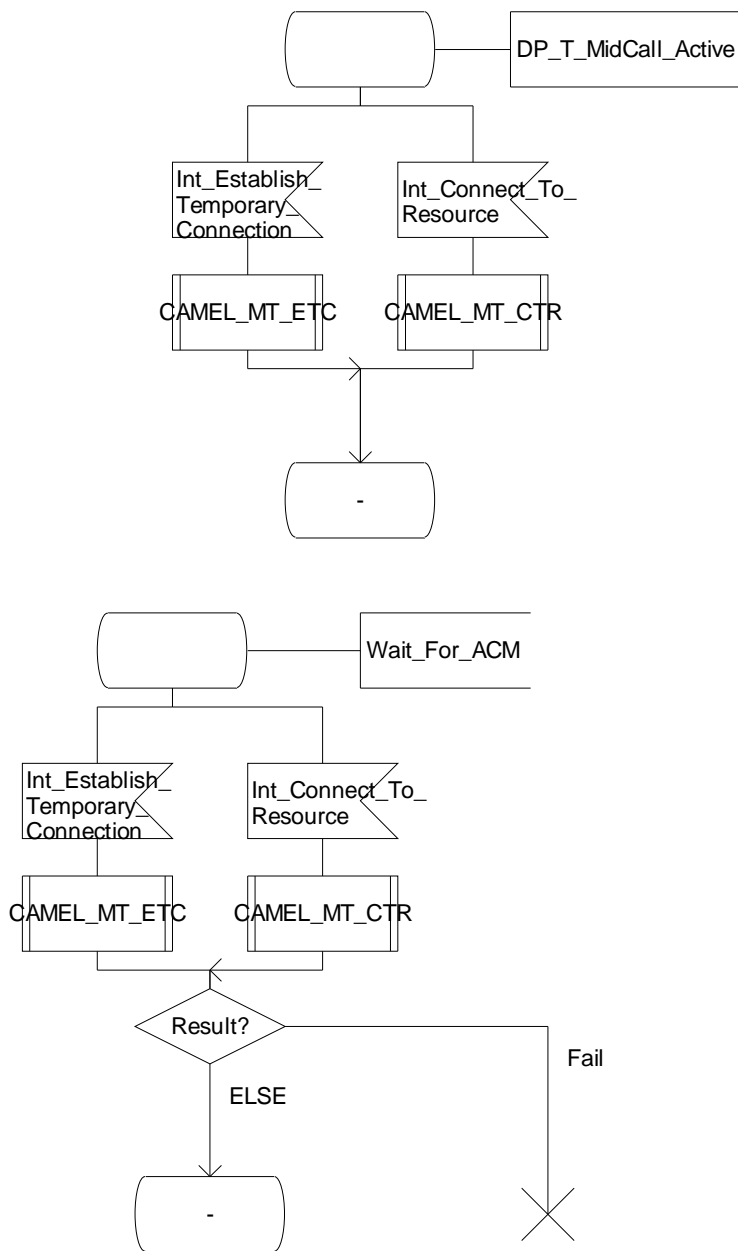 DP_T_MidCall_Active
Int_Establish_
Temporary_
Connection
Int_Connect_To_
Resource
CAMEL_MT_ETC
CAMEL_MT_CTR
-
Wait_For_ACM
Int_Establish_
Temporary_
Connection
Int_Connect_To_
Resource
CAMEL_MT_ETC
CAMEL_MT_CTR
Result?
Fail
ELSE
-